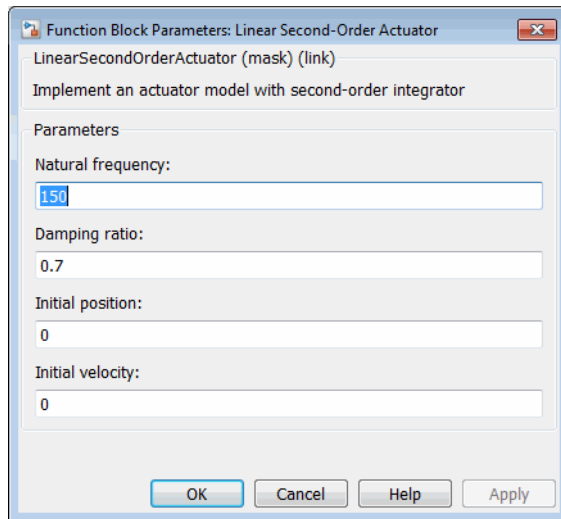 Function Block Parameters: Linear Second-Order Actuator
LinearSecondOrderActuator (mask) (link)
Implement an actuator model with second-order integrator
Parameters
Natural frequency:
150
Damping ratio:
0.7
Initial position:
0
Initial velocity:
0
OK Cancel Help Apply